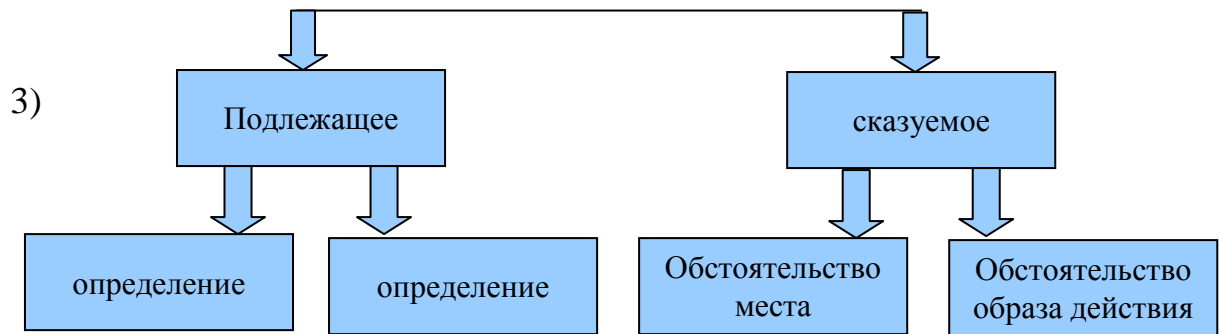 3)
Подлежащее
сказуемое
определение
определение
Обстоятельство
места
Обстоятельство
образа действия